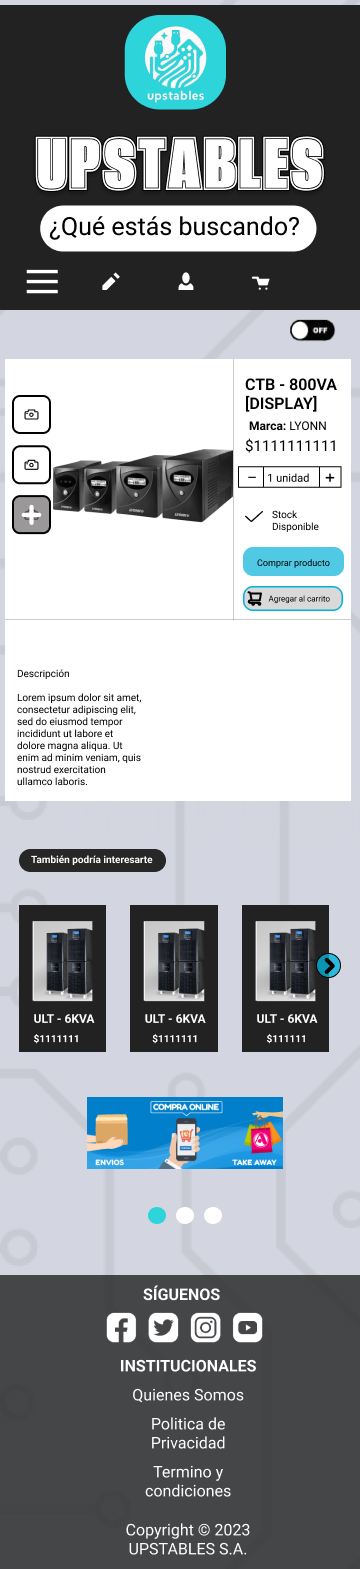 upstables
UPSTABLES
¿Qué estás buscando?
OFF
CTB - 800VA
[DISPLAY]
Marca: LYONN
$1111111111
1 unidad
Stock
Disponible
Comprar producto
Agregar al carrito
Descripción
Lorem ipsum dolor sit amet,
consectetur adipiscing elit,
sed do eiusmod tempor
incididunt ut labore et
dolore magna aliqua. Ut
enim ad minim veniam, quis
nostrud exercitation
ullamco laboris.
También podría interesarte
ULT - 6KVA
$1111111
ULT - 6KVA
$1111111
ULT - 6KVA
$111111
COMPRA ONLINE
ENVIOS
TAKE AWAY
SÍGUENOS
INSTITUCIONALES
Quienes Somos
Politica de
Privacidad
Termino y
condiciones
Copyright © 2023
UPSTABLES S.A.